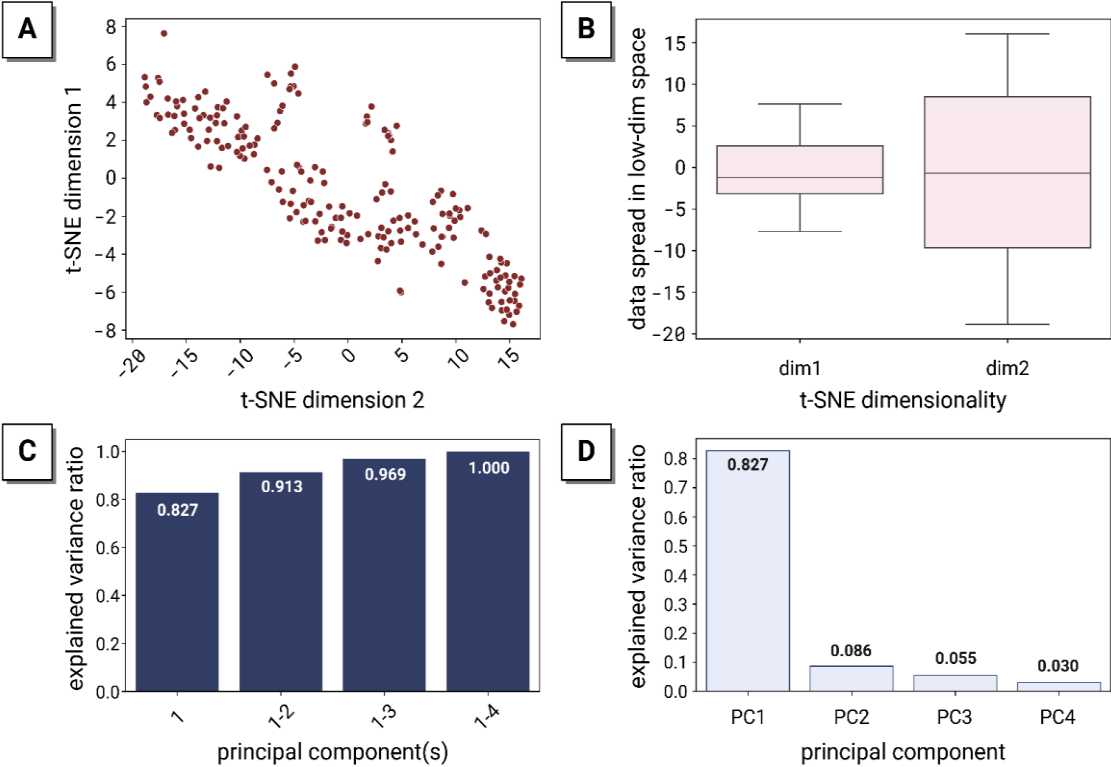 A
8
6
4
2
0
−2
−4
−6
−8
t-SNE dimension 1
−20
−15
−10
−5
0
5
10
15
t-SNE dimension 2
B
15
10
5
0
−5
−10
−15
−20
data spread in low-dim space
dim1
dim2
t-SNE dimensionality
C
1.0
0.8
0.6
0.4
0.2
0.0
explained variance ratio
0.827
0.913
0.969
1.000
1
1-2
1-3
1-4
principal component(s)
D
0.8
0.7
0.6
0.5
0.4
0.3
0.2
0.1
0.0
explained variance ratio
0.827
0.086
0.055
0.030
PC1
PC2
PC3
PC4
principal component